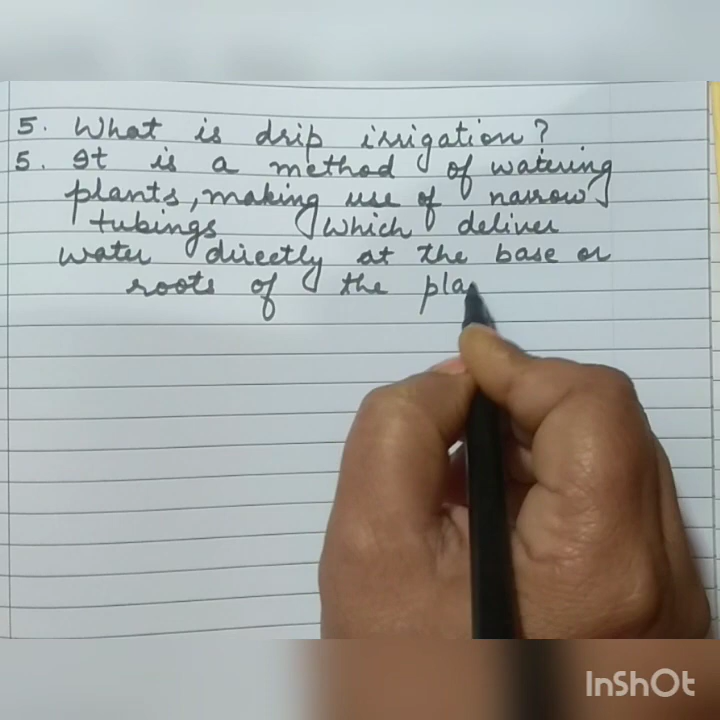 5. What is drip irrigation?
5. It is a method of watering
plants, making use of narrow
tubings which deliver
water directly at the base or
roots of the pla
InShOt